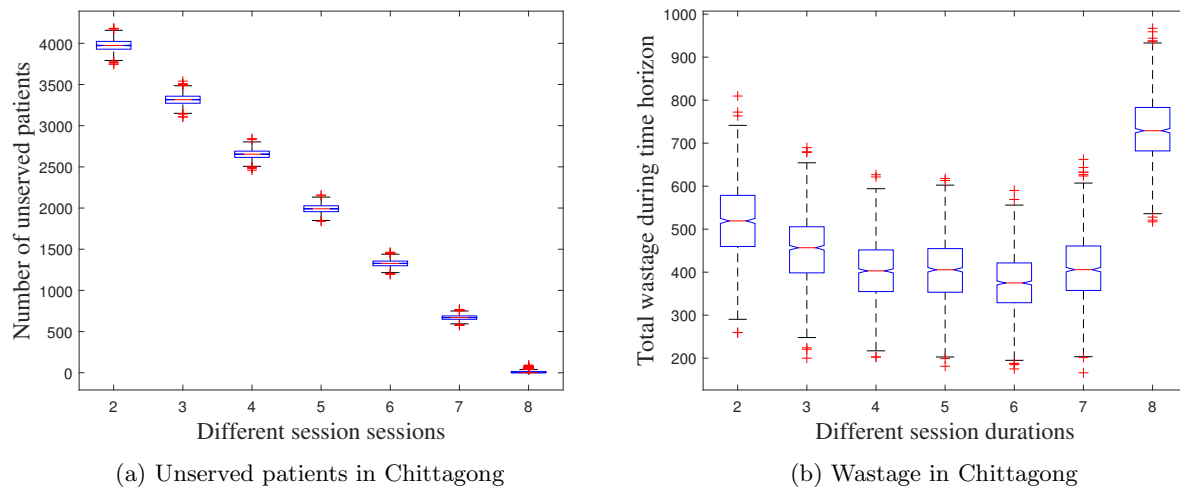 4000
3500
3000
2500
2000
1500
1000
500
0
Number of unserved patients
2 3 4 5 6 7 8
Different session sessions
(a) Unserved patients in Chittagong
1000
900
800
700
600
500
400
300
200
Total wastage during time horizon
2 3 4 5 6 7 8
Different session durations
(b) Wastage in Chittagong